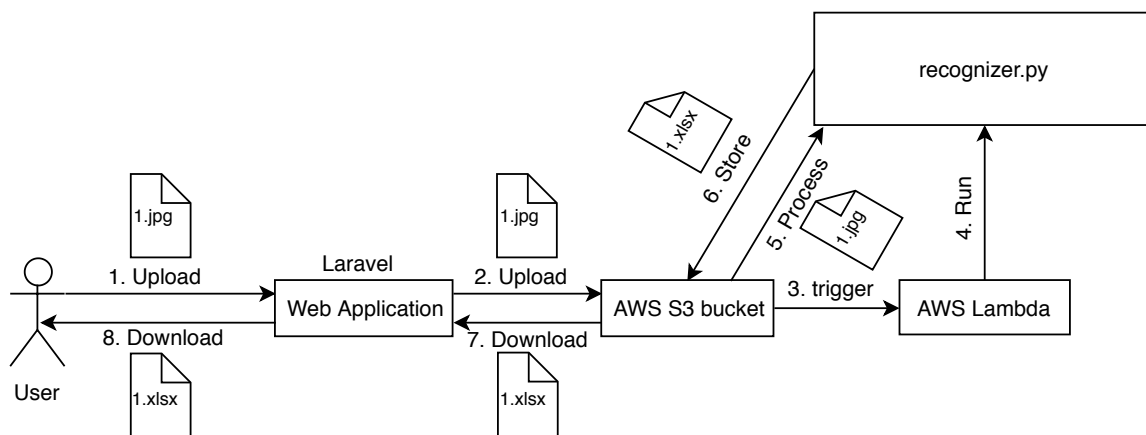 recognizer.py
1.xlsx
6. Store
5. Process
1.jpg
4. Run
1.jpg
1.jpg
1. Upload
Laravel
2. Upload
3. trigger
Web Application
AWS S3 bucket
AWS Lambda
8. Download
7. Download
User
1.xlsx
1.xlsx